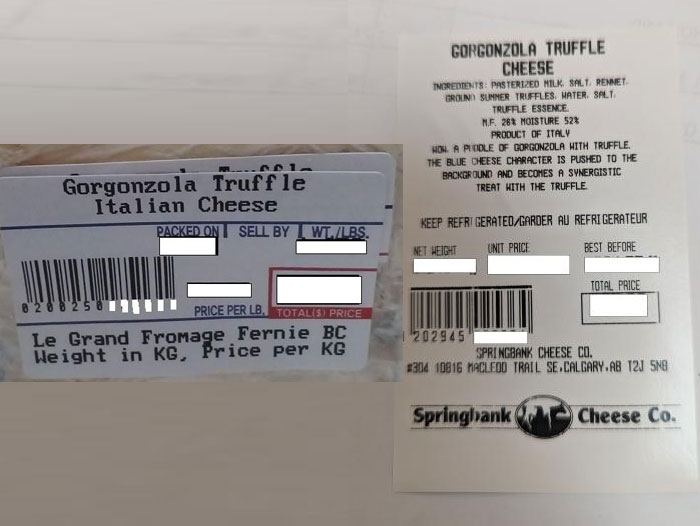 Gorgonzola Truffle
Italian Cheese
PACKED ON SELL BY WT./LBS.
0200250
PRICE PER LB. TOTAL($) PRICE
Le Grand Fromage Fernie BC
Weight in KG, Price per KG
GORGONZOLA TRUFFLE
CHEESE
INGREDIENTS: PASTERIZED MILK, SALT, RENNET,
GROUND SUMMER TRUFFLES, WATER, SALT,
TRUFFLE ESSENCE.
M.F. 26% MOISTURE 52%
PRODUCT OF ITALY
WOW, A PUDDLE OF GORGONZOLA WITH TRUFFLE.
THE BLUE CHEESE CHARACTER IS PUSHED TO THE
BACKGROUND AND BECOMES A SYNERGISTIC
TREAT WITH THE TRUFFLE.
KEEP REFRIGERATED/GARDER AU REFRIGERATEUR
NET WEIGHT UNIT PRICE BEST BEFORE
TOTAL PRICE
202945
SPRINGBANK CHEESE CO.
#304 10816 MACLEOD TRAIL SE,CALGARY,AB T2J 5N8
Springbank Cheese Co.